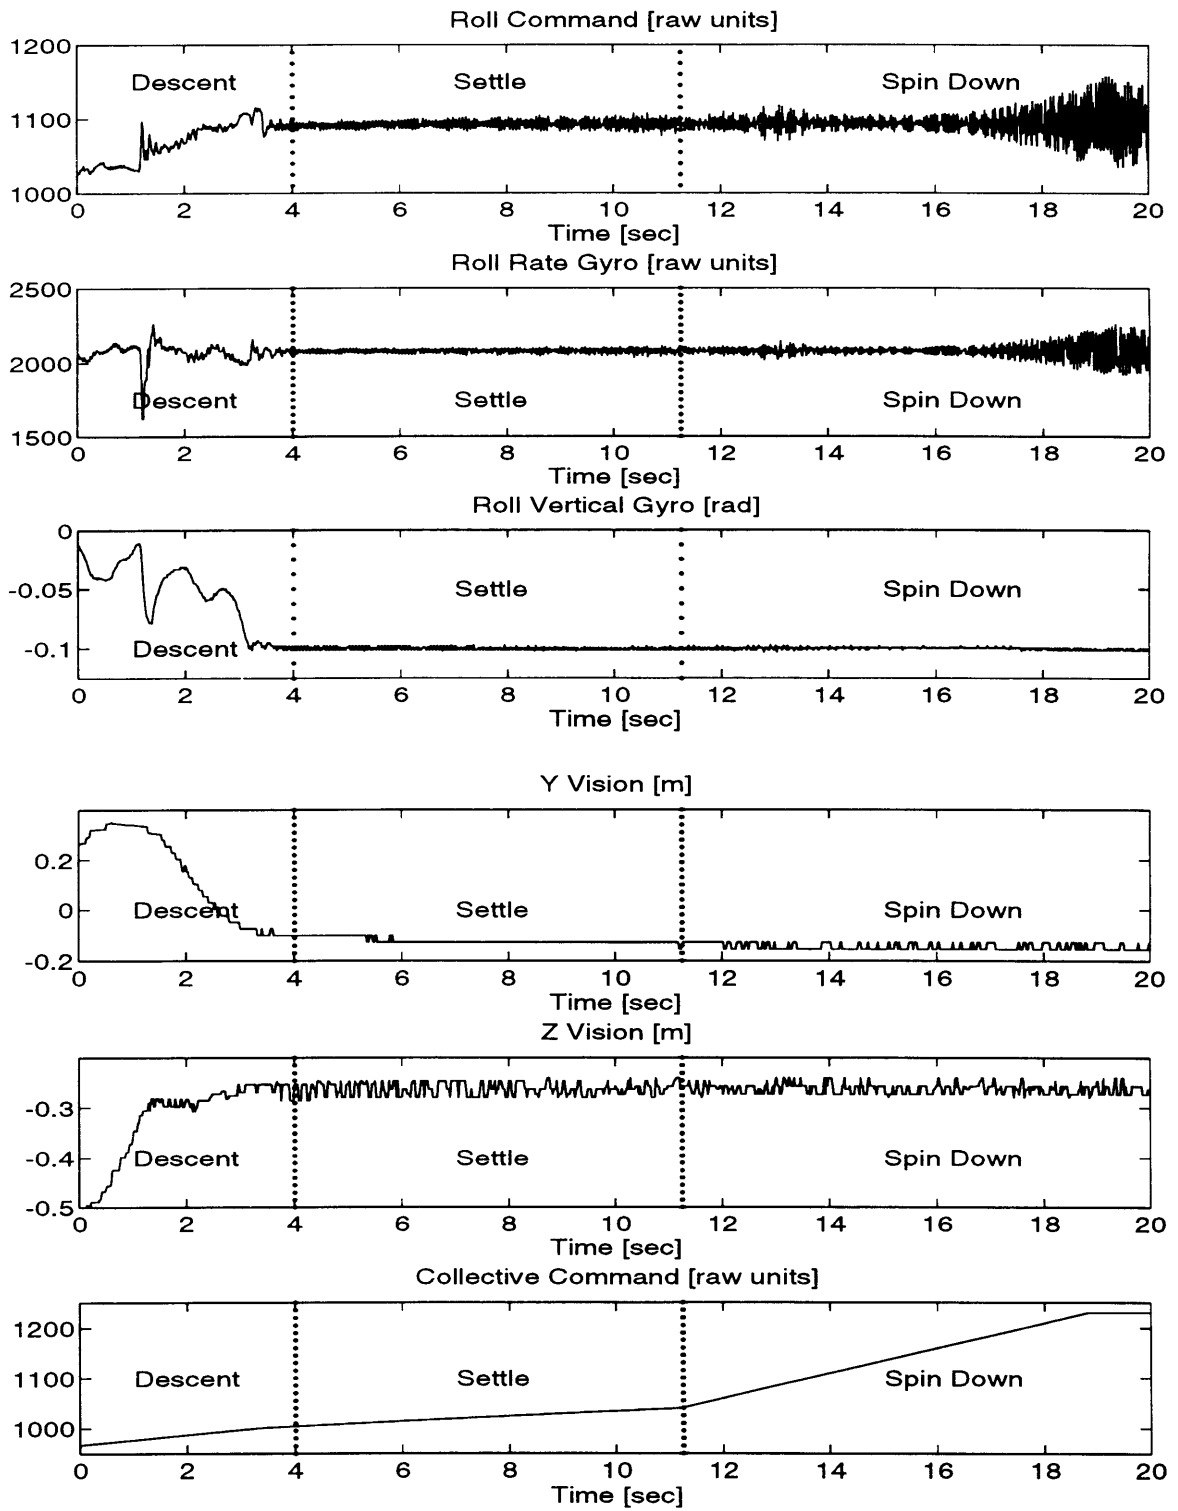 Roll Command [raw units]
1200
1100
1000
Descent Settle Spin Down
0 2 4 6 8 10 12 14 16 18 20
Time [sec]
Roll Rate Gyro [raw units]
2500
2000
1500
Descent Settle Spin Down
0 2 4 6 8 10 12 14 16 18 20
Time [sec]
Roll Vertical Gyro [rad]
0
-0.05
-0.1
Settle Spin Down
Descent
0 2 4 6 8 10 12 14 16 18 20
Time [sec]
Y Vision [m]
0.2
0
-0.2
Descent Settle Spin Down
0 2 4 6 8 10 12 14 16 18 20
Time [sec]
Z Vision [m]
-0.3
-0.4
-0.5
Descent Settle Spin Down
0 2 4 6 8 10 12 14 16 18 20
Time [sec]
Collective Command [raw units]
1200
1100
1000
Descent Settle Spin Down
0 2 4 6 8 10 12 14 16 18 20
Time [sec]